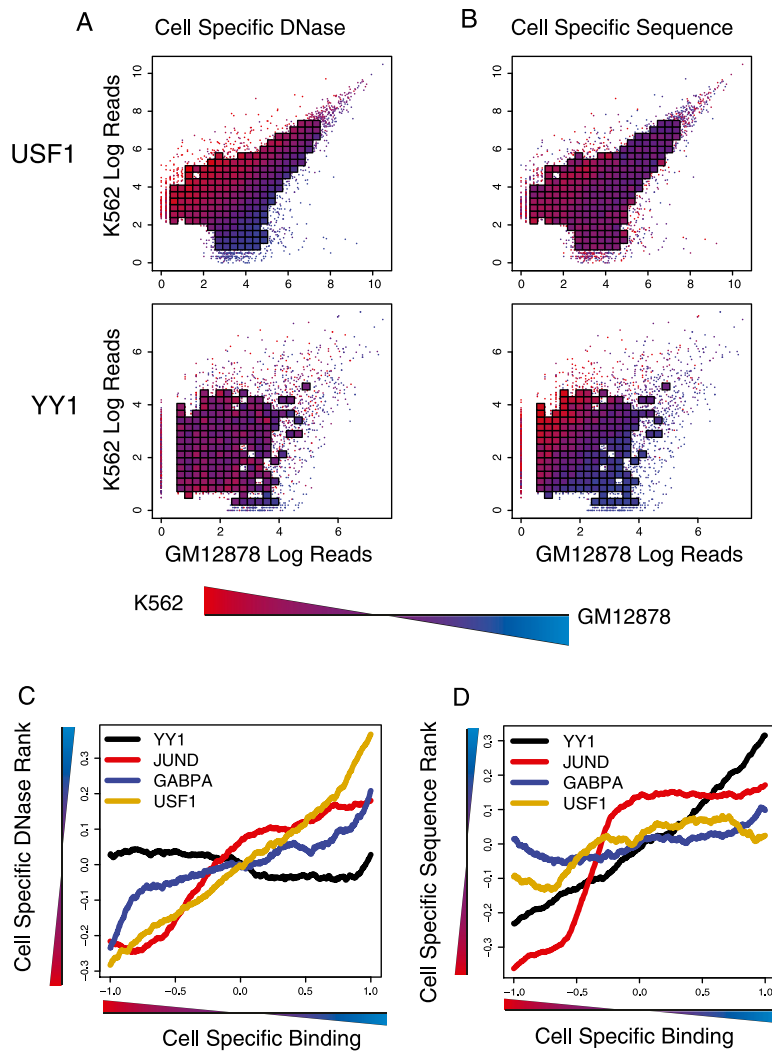 A Cell Specific DNase
B Cell Specific Sequence
USF1
K562 Log Reads
0 2 4 6 8 10
0 2 4 6 8 10
0 2 4 6 8 10
0 2 4 6 8 10
YY1
K562 Log Reads
0 2 4 6
0 2 4 6
0 2 4 6
0 2 4 6
GM12878 Log Reads
GM12878 Log Reads
K562
GM12878
C
Cell Specific DNase Rank
YY1
JUND
GABPA
USF1
0.3
0.2
0.1
0.0
-0.1
-0.2
-0.3
-1.0 -0.5 0.0 0.5 1.0
Cell Specific Binding
D
Cell Specific Sequence Rank
YY1
JUND
GABPA
USF1
0.3
0.2
0.1
0.0
-0.1
-0.2
-0.3
-1.0 -0.5 0.0 0.5 1.0
Cell Specific Binding